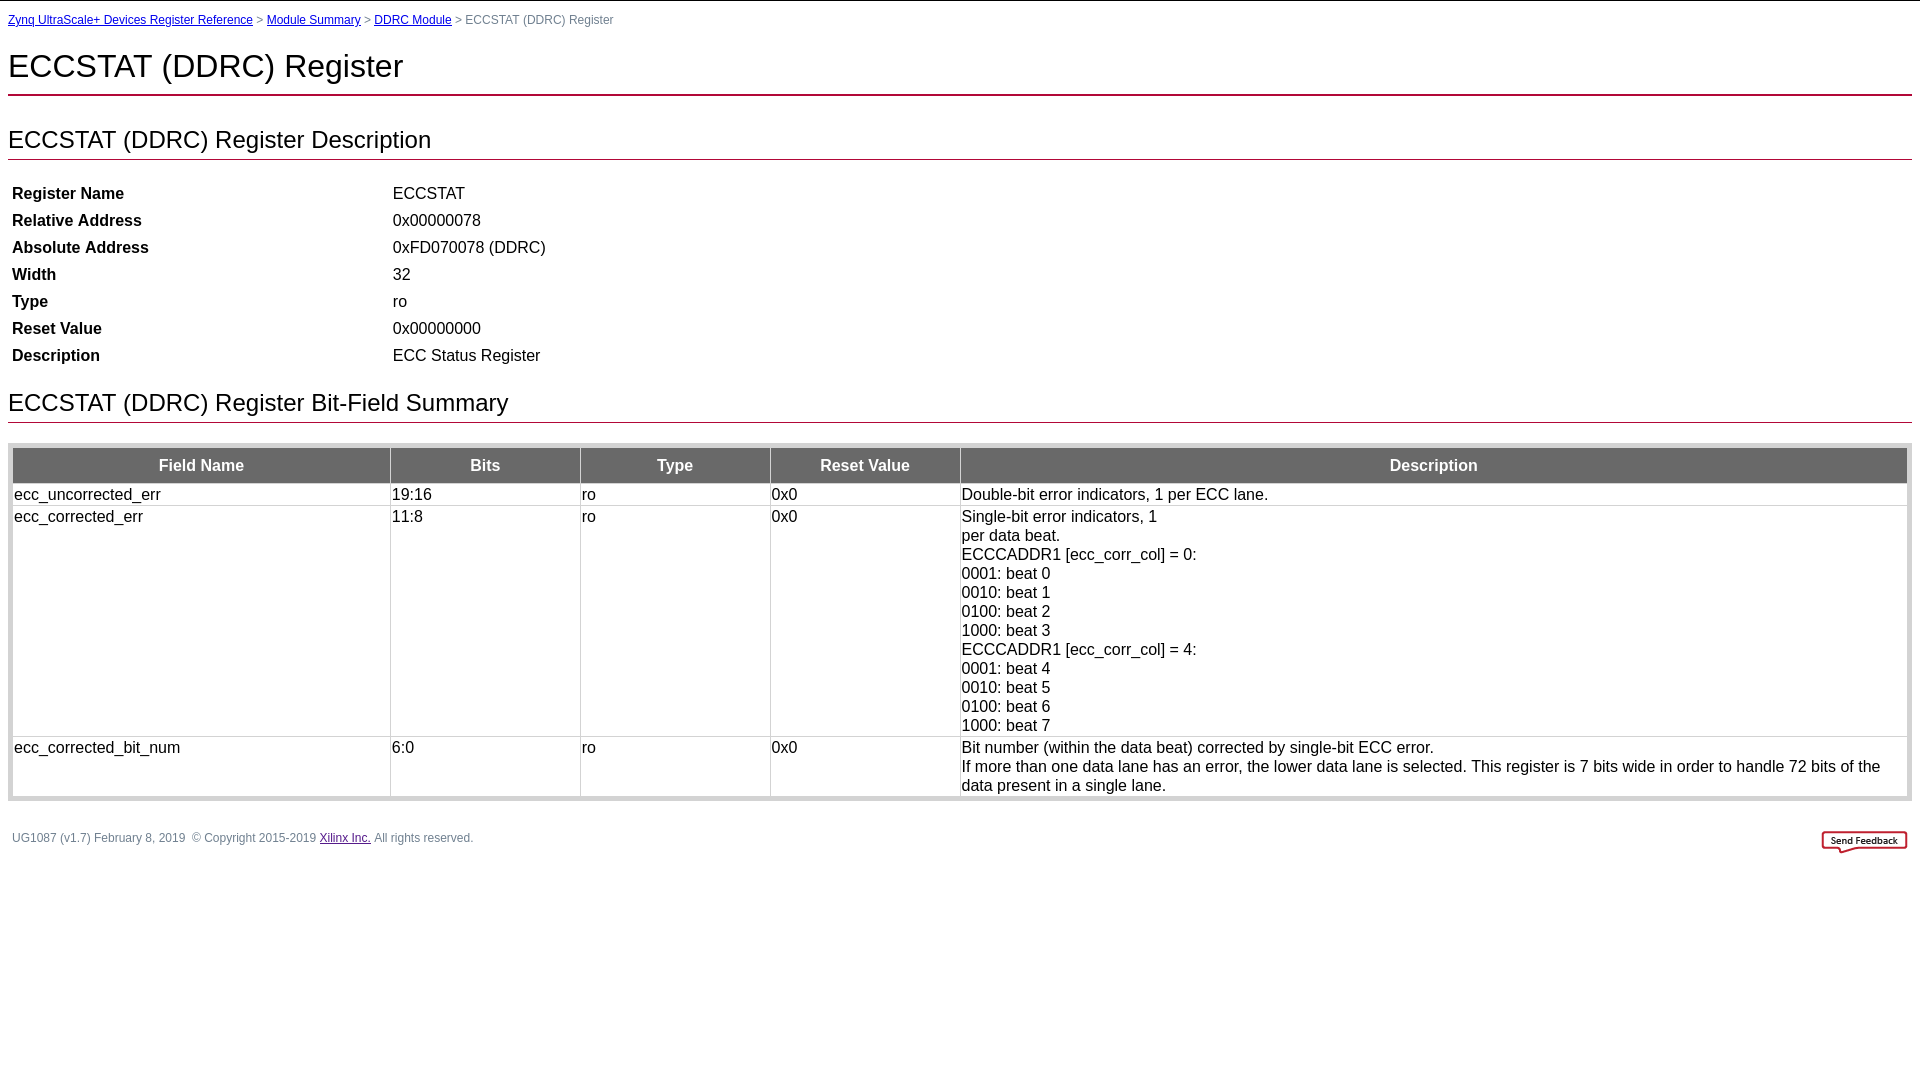 Zynq UltraScale+ Devices Register Reference > Module Summary > DDRC Module > ECCSTAT (DDRC) Register
ECCSTAT (DDRC) Register
ECCSTAT (DDRC) Register Description
Register Name ECCSTAT
Relative Address 0x00000078
Absolute Address 0xFD070078 (DDRC)
Width 32
Type ro
Reset Value 0x00000000
Description ECC Status Register
ECCSTAT (DDRC) Register Bit-Field Summary
Field Name Bits Type Reset Value Description
ecc_uncorrected_err 19:16 ro 0x0 Double-bit error indicators, 1 per ECC lane.
ecc_corrected_err 11:8 ro 0x0 Single-bit error indicators, 1
per data beat.
ECCCADDR1 [ecc_corr_col] = 0:
0001: beat 0
0010: beat 1
0100: beat 2
1000: beat 3
ECCCADDR1 [ecc_corr_col] = 4:
0001: beat 4
0010: beat 5
0100: beat 6
1000: beat 7
ecc_corrected_bit_num 6:0 ro 0x0 Bit number (within the data beat) corrected by single-bit ECC error.
If more than one data lane has an error, the lower data lane is selected. This register is 7 bits wide in order to handle 72 bits of the
data present in a single lane.
UG1087 (v1.7) February 8, 2019 © Copyright 2015-2019 Xilinx Inc. All rights reserved.
Send Feedback